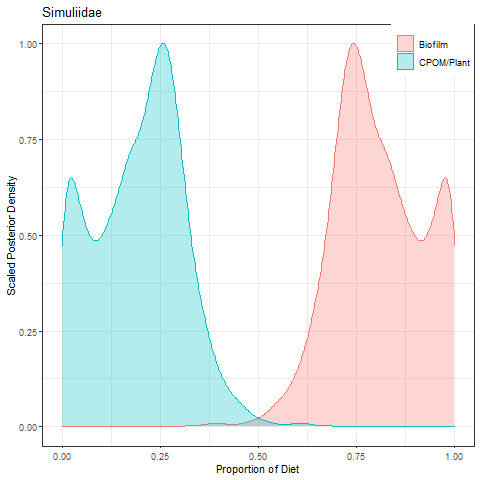 Simuliidae
Biofilm
CPOM/Plant
1.00
0.75
0.50
0.25
0.00
Scaled Posterior Density
0.00 0.25 0.50 0.75 1.00
Proportion of Diet